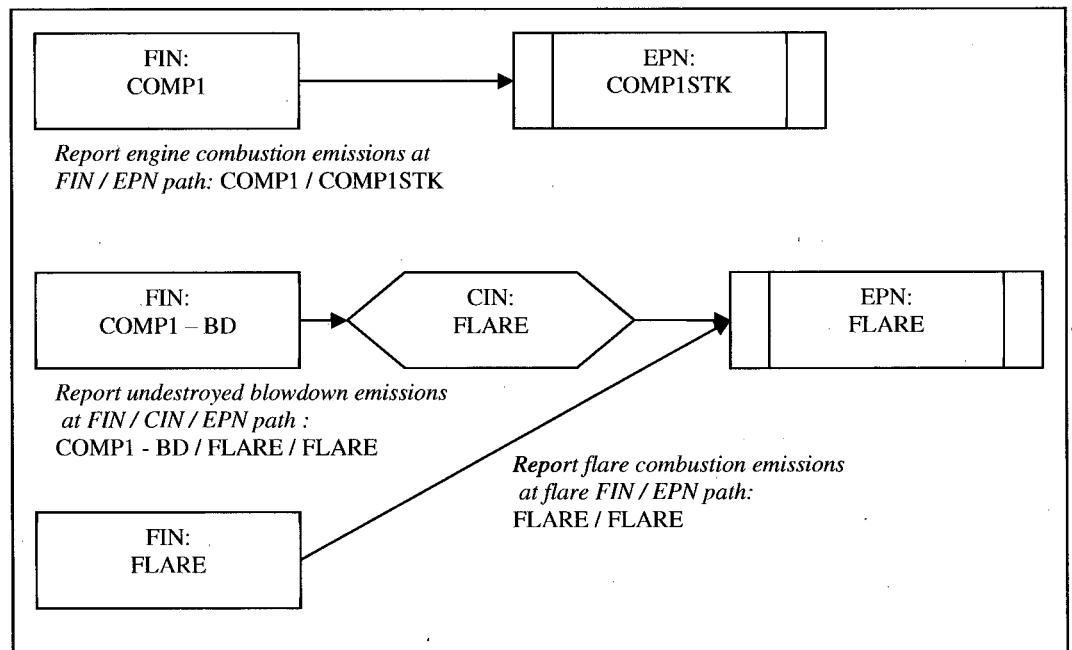 FIN:
COMP1
EPN:
COMP1STK
Report engine combustion emissions at
FIN / EPN path: COMP1 / COMP1STK
FIN:
COMP1 – BD
CIN:
FLARE
EPN:
FLARE
Report undestroyed blowdown emissions
at FIN / CIN / EPN path :
COMP1 - BD / FLARE / FLARE
Report flare combustion emissions
at flare FIN / EPN path:
FLARE / FLARE
FIN:
FLARE